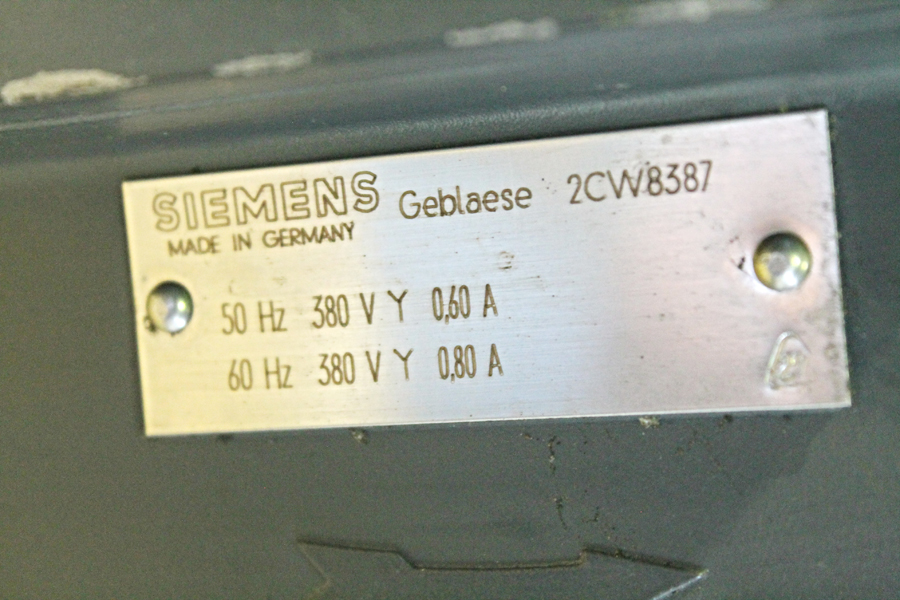 SIEMENS Geblaese 2CW8387
MADE IN GERMANY
50 Hz 380 V Y 0,60 A
60 Hz 380 V Y 0,80 A